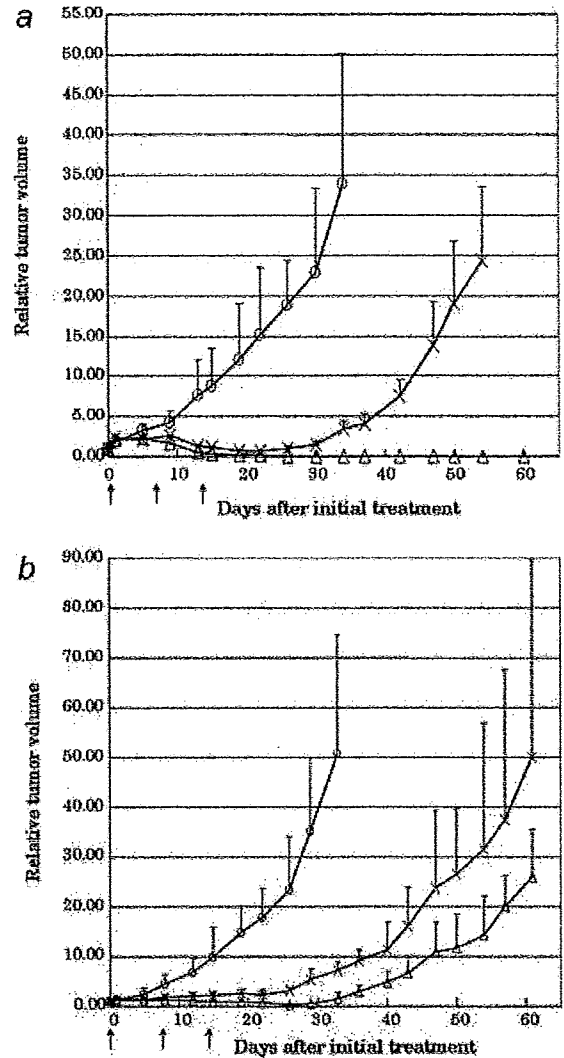 a
55.00
50.00
45.00
40.00
35.00
30.00
25.00
20.00
15.00
10.00
5.00
0.00
Relative tumor volume
0 10 20 30 40 50 60
Days after initial treatment
b
90.00
80.00
70.00
60.00
50.00
40.00
30.00
20.00
10.00
0.00
Relative tumor volume
0 10 20 30 40 50 60
Days after initial treatment